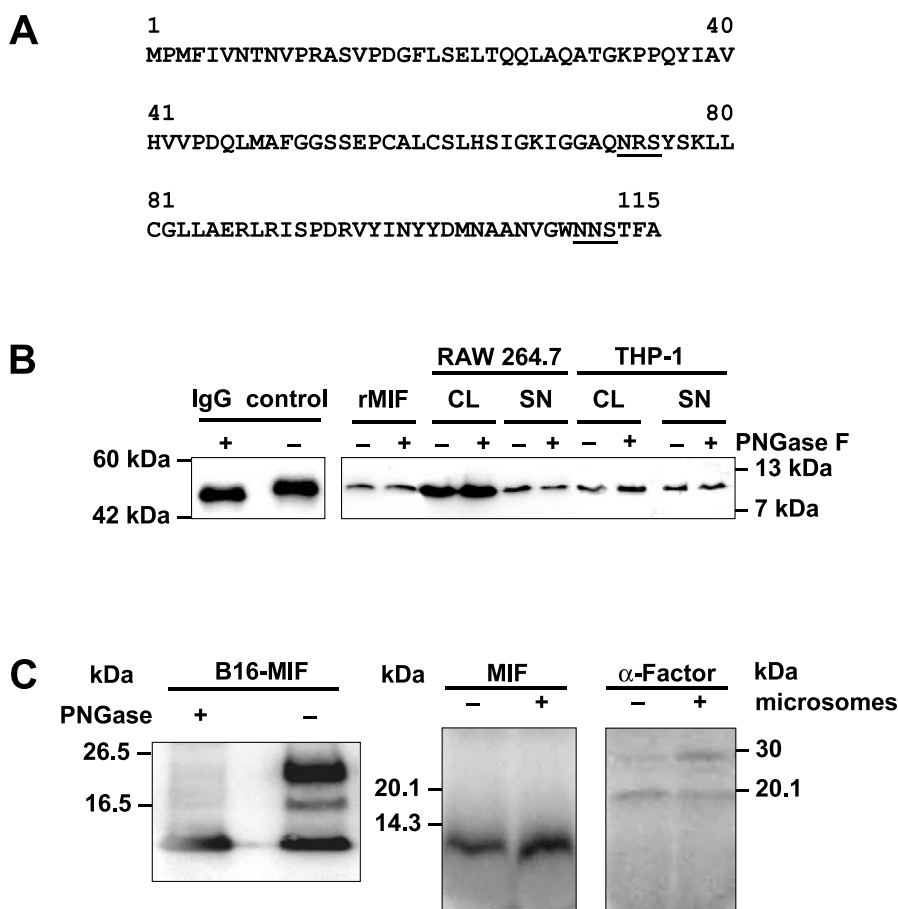 A
1 40
MPMFIVNTNVPRASVPDGFLSELTQQLAQATGKPPQYIAV
41 80
HVVPDQLMAFGGSSEPCALCSLHSIGKIGGAQNRSYSKLL
81 115
CGLLAERLRISPDRVYINYYDMNAANVGWNNSTFA
B
RAW 264.7 THP-1
IgG control rMIF CL SN CL SN
+ – – + – + – + – + – + PNGase F
60 kDa 13 kDa
42 kDa 7 kDa
C
kDa B16-MIF kDa MIF α-Factor kDa
PNGase + – – + – + microsomes
26.5 30
20.1 20.1
16.5
14.3